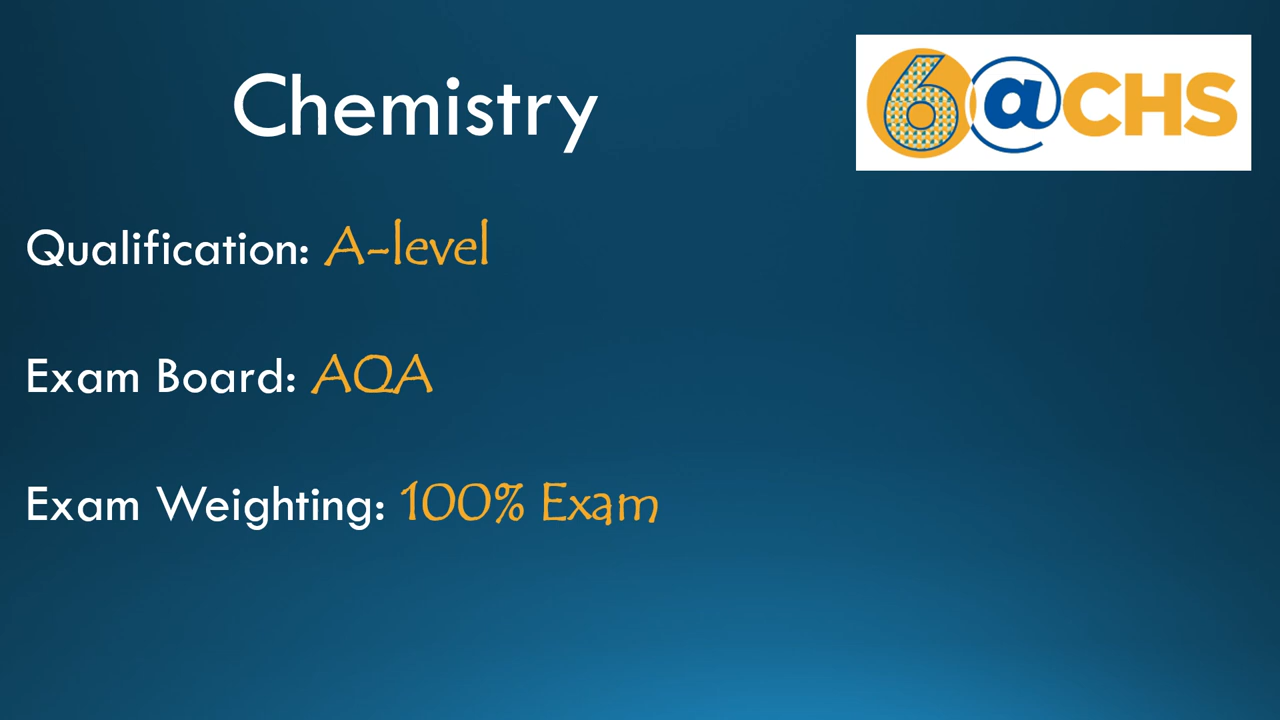 Chemistry
6@CHS
Qualification: A-level
Exam Board: AQA
Exam Weighting: 100% Exam